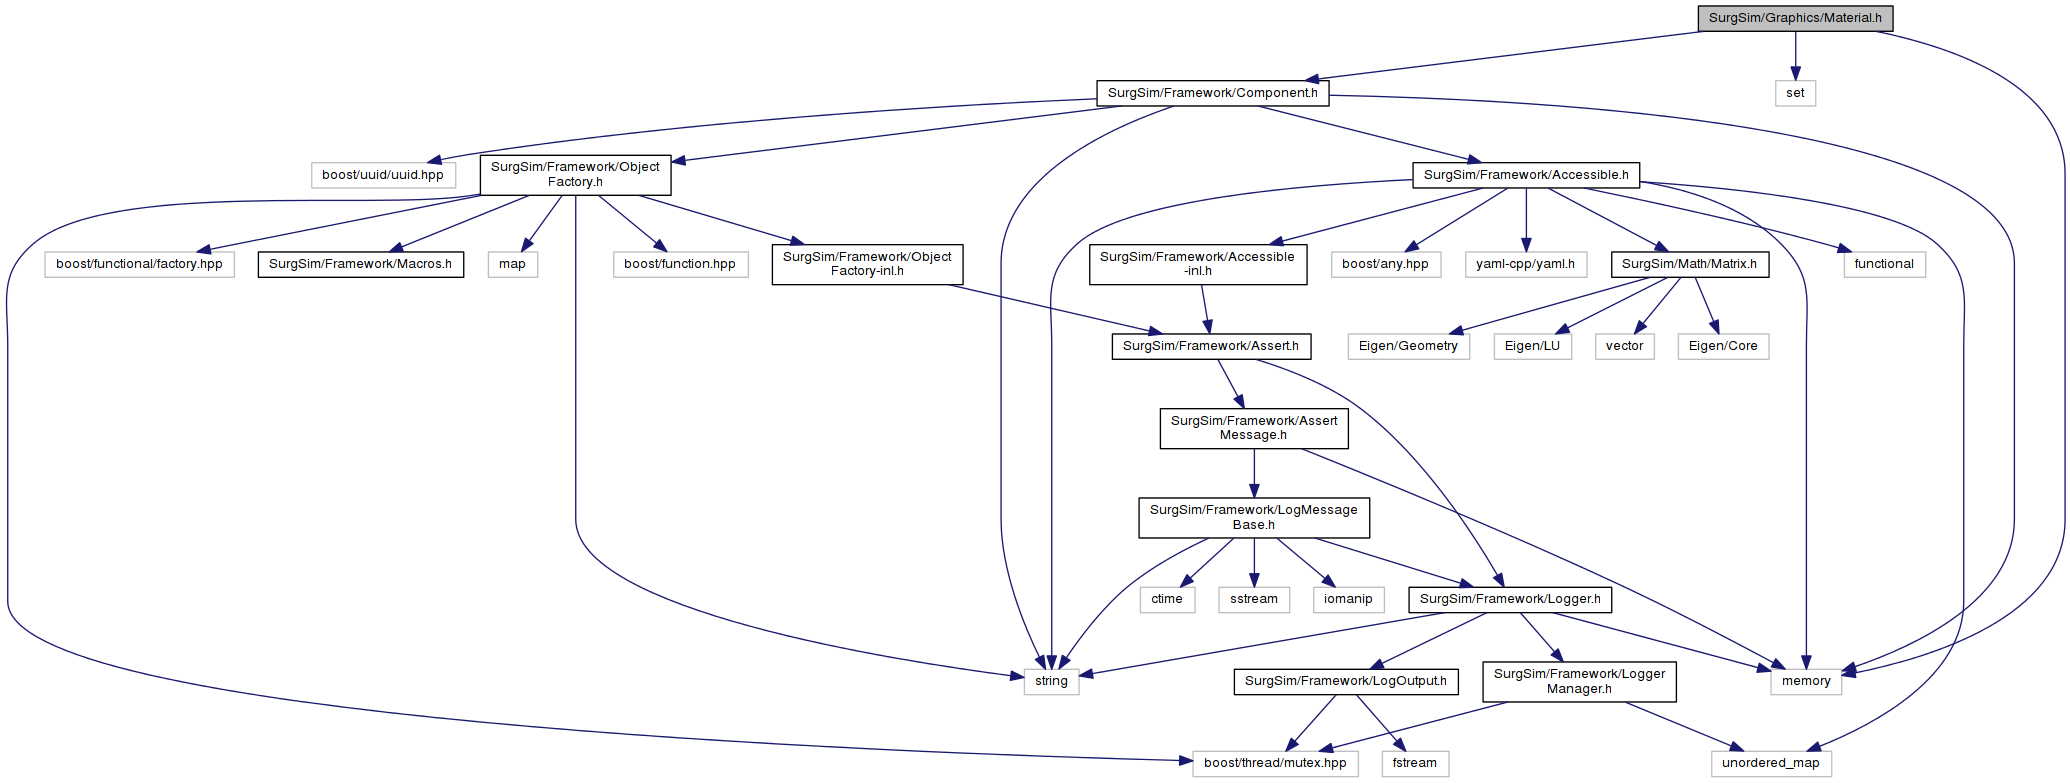 SurgSim/Graphics/Material.h
SurgSim/Framework/Component.h
set
boost/uuid/uuid.hpp
SurgSim/Framework/Object
Factory.h
SurgSim/Framework/Accessible.h
boost/functional/factory.hpp
SurgSim/Framework/Macros.h
map
boost/function.hpp
SurgSim/Framework/Object
Factory-inl.h
SurgSim/Framework/Accessible
-inl.h
boost/any.hpp
yaml-cpp/yaml.h
SurgSim/Math/Matrix.h
functional
SurgSim/Framework/Assert.h
Eigen/Geometry
Eigen/LU
vector
Eigen/Core
SurgSim/Framework/Assert
Message.h
SurgSim/Framework/LogMessage
Base.h
ctime
sstream
iomanip
SurgSim/Framework/Logger.h
string
SurgSim/Framework/LogOutput.h
SurgSim/Framework/Logger
Manager.h
memory
boost/thread/mutex.hpp
fstream
unordered_map